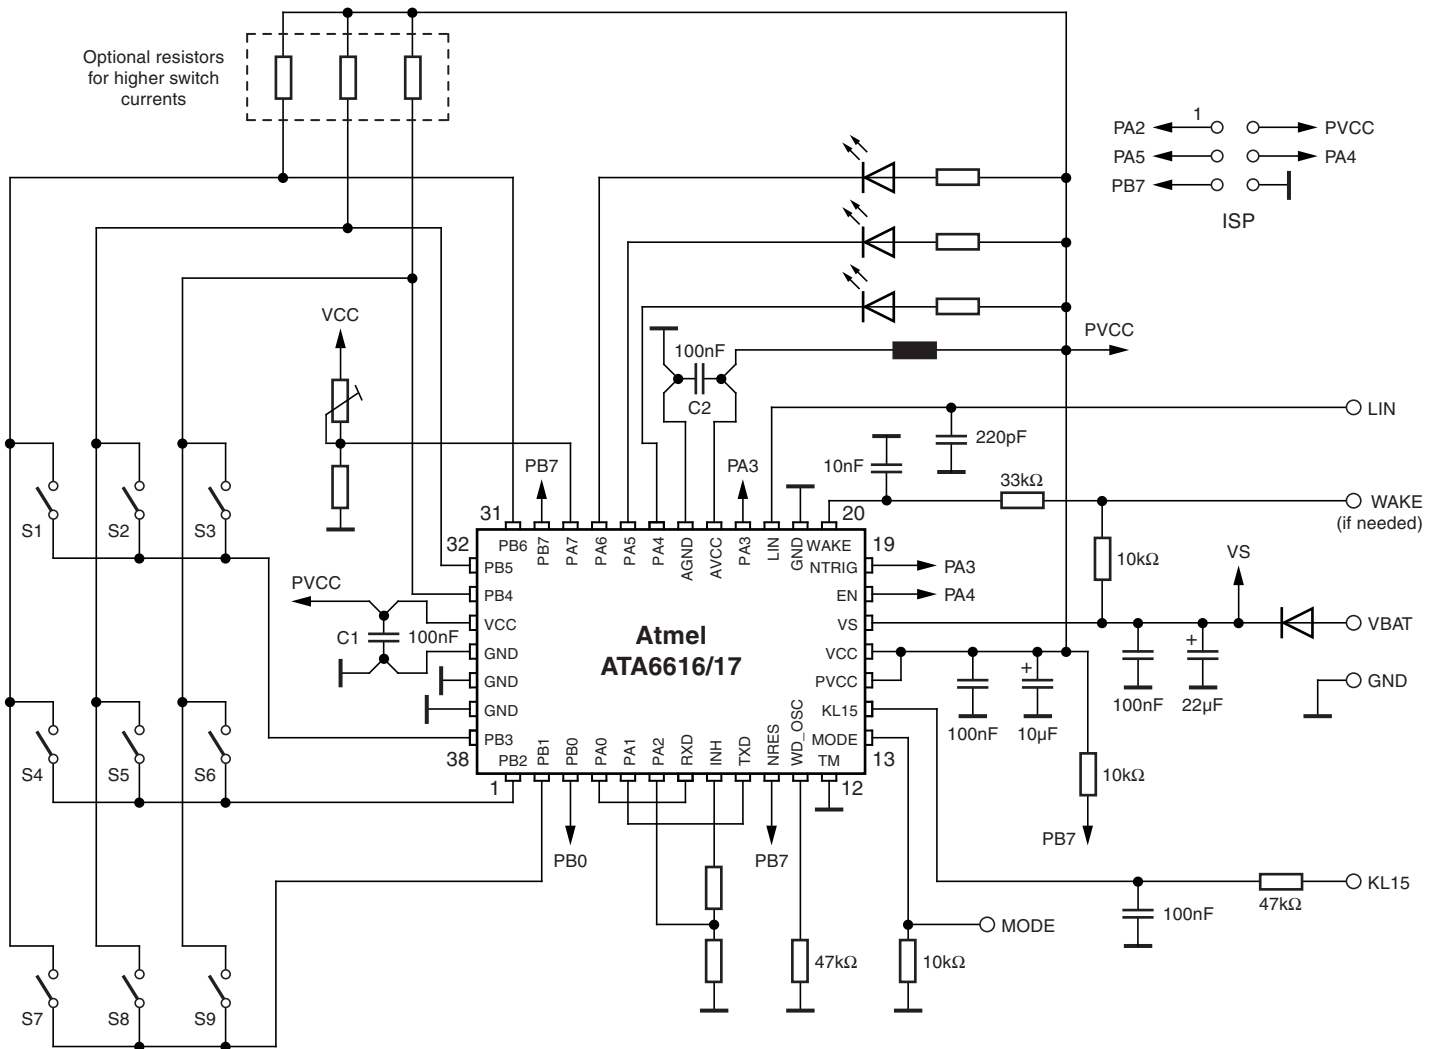 Optional resistors
for higher switch
currents
1
PA2
PVCC
PA5
PA4
PB7
ISP
VCC
PVCC
100nF
C2
LIN
220pF
10nF
PB7
PA3
33kΩ
WAKE
(if needed)
S1
S2
S3
31
20
32
PB6
PB7
PA7
PA6
PA5
PA4
AGND
AVCC
PA3
LIN
GND
WAKE
19
PB5
NTRIG
PA3
10kΩ
VS
PVCC
PB4
EN
PA4
C1
100nF
VCC
VS
VBAT
Atmel
ATA6616/17
GND
VCC
+
+
GND
PVCC
GND
100nF
22μF
GND
KL15
100nF
10μF
PB3
MODE
S4
S5
S6
38
PB2
PB1
PB0
PA0
PA1
PA2
RXD
INH
TXD
NRES
WD_OSC
TM
13
1
12
10kΩ
PB0
PB7
PB7
KL15
47kΩ
100nF
MODE
47kΩ
10kΩ
S7
S8
S9